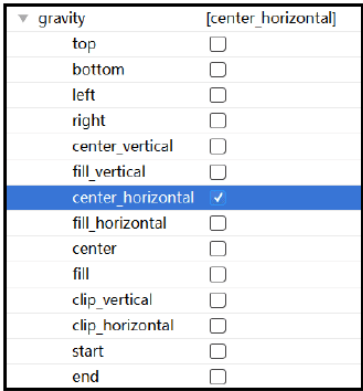 gravity [center_horizontal]
top
bottom
left
right
center_vertical
fill_vertical
center_horizontal
fill_horizontal
center
fill
clip_vertical
clip_horizontal
start
end